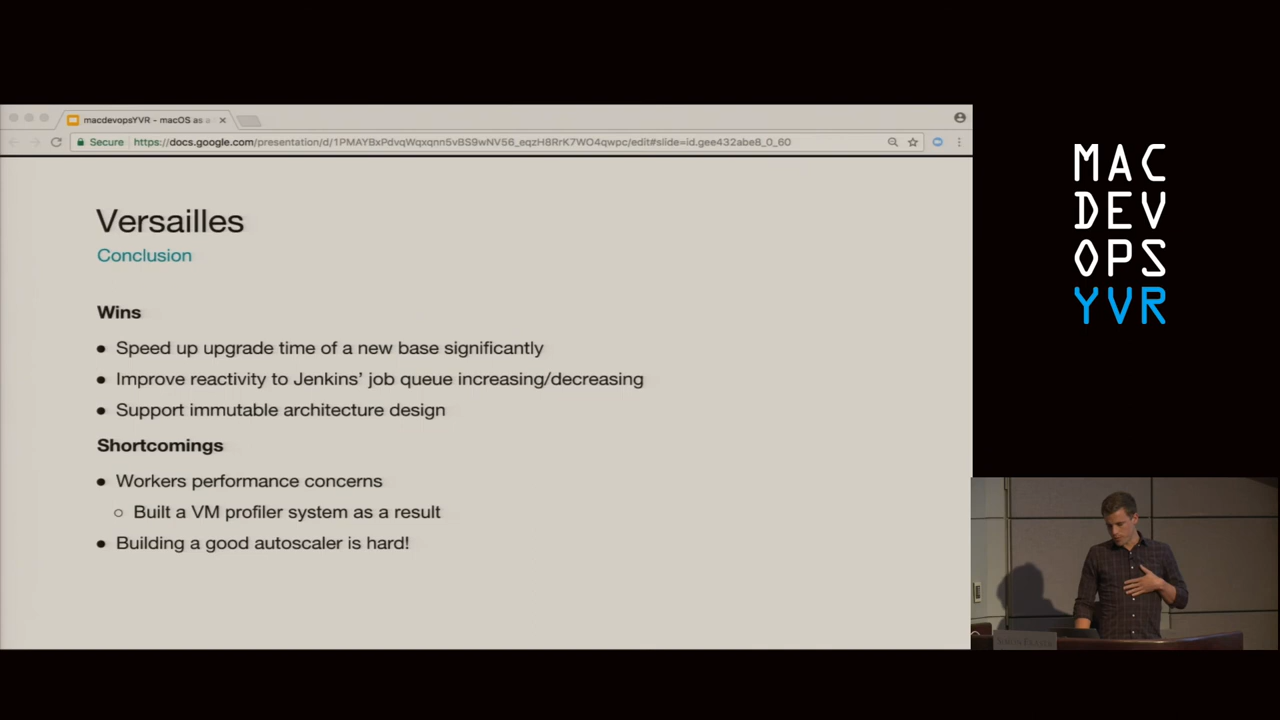 macdevopsYVR - macOS as a
Secure https://docs.google.com/presentation/d/1PMAYBxPdvqWqxqnn5vBS9wNV56_eqzH8RrK7WO4qwpc/edit#slide=id.gee432abe8_0_60
Versailles
Conclusion
Wins
● Speed up upgrade time of a new base significantly
● Improve reactivity to Jenkins’ job queue increasing/decreasing
● Support immutable architecture design
Shortcomings
● Workers performance concerns
○ Built a VM profiler system as a result
● Building a good autoscaler is hard!
MAC
DEV
OPS
YVR